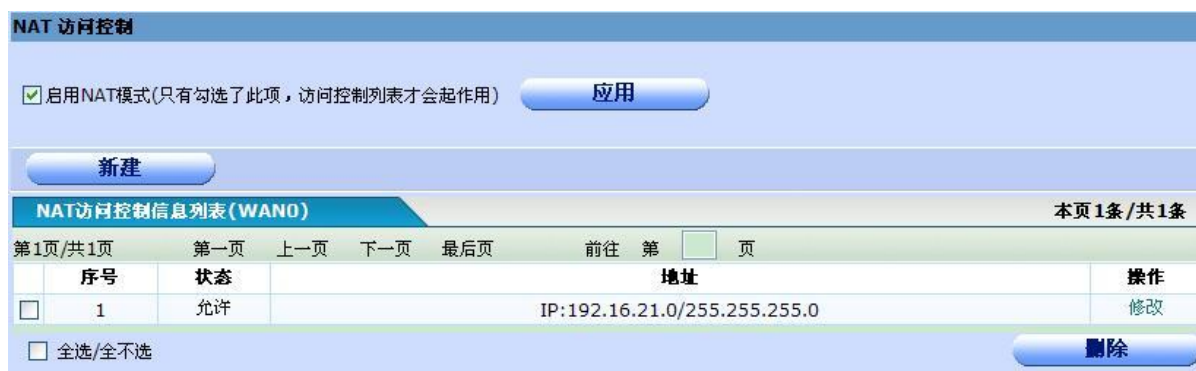 NAT 访问控制
启用NAT模式(只有勾选了此项，访问控制列表才会起作用) 应用
新建
NAT访问控制信息列表(WAN0) 本页1条/共1条
第1页/共1页 第一页 上一页 下一页 最后页 前往 第 页
序号 状态 地址 操作
1 允许 IP:192.16.21.0/255.255.255.0 修改
全选/全不选 删除